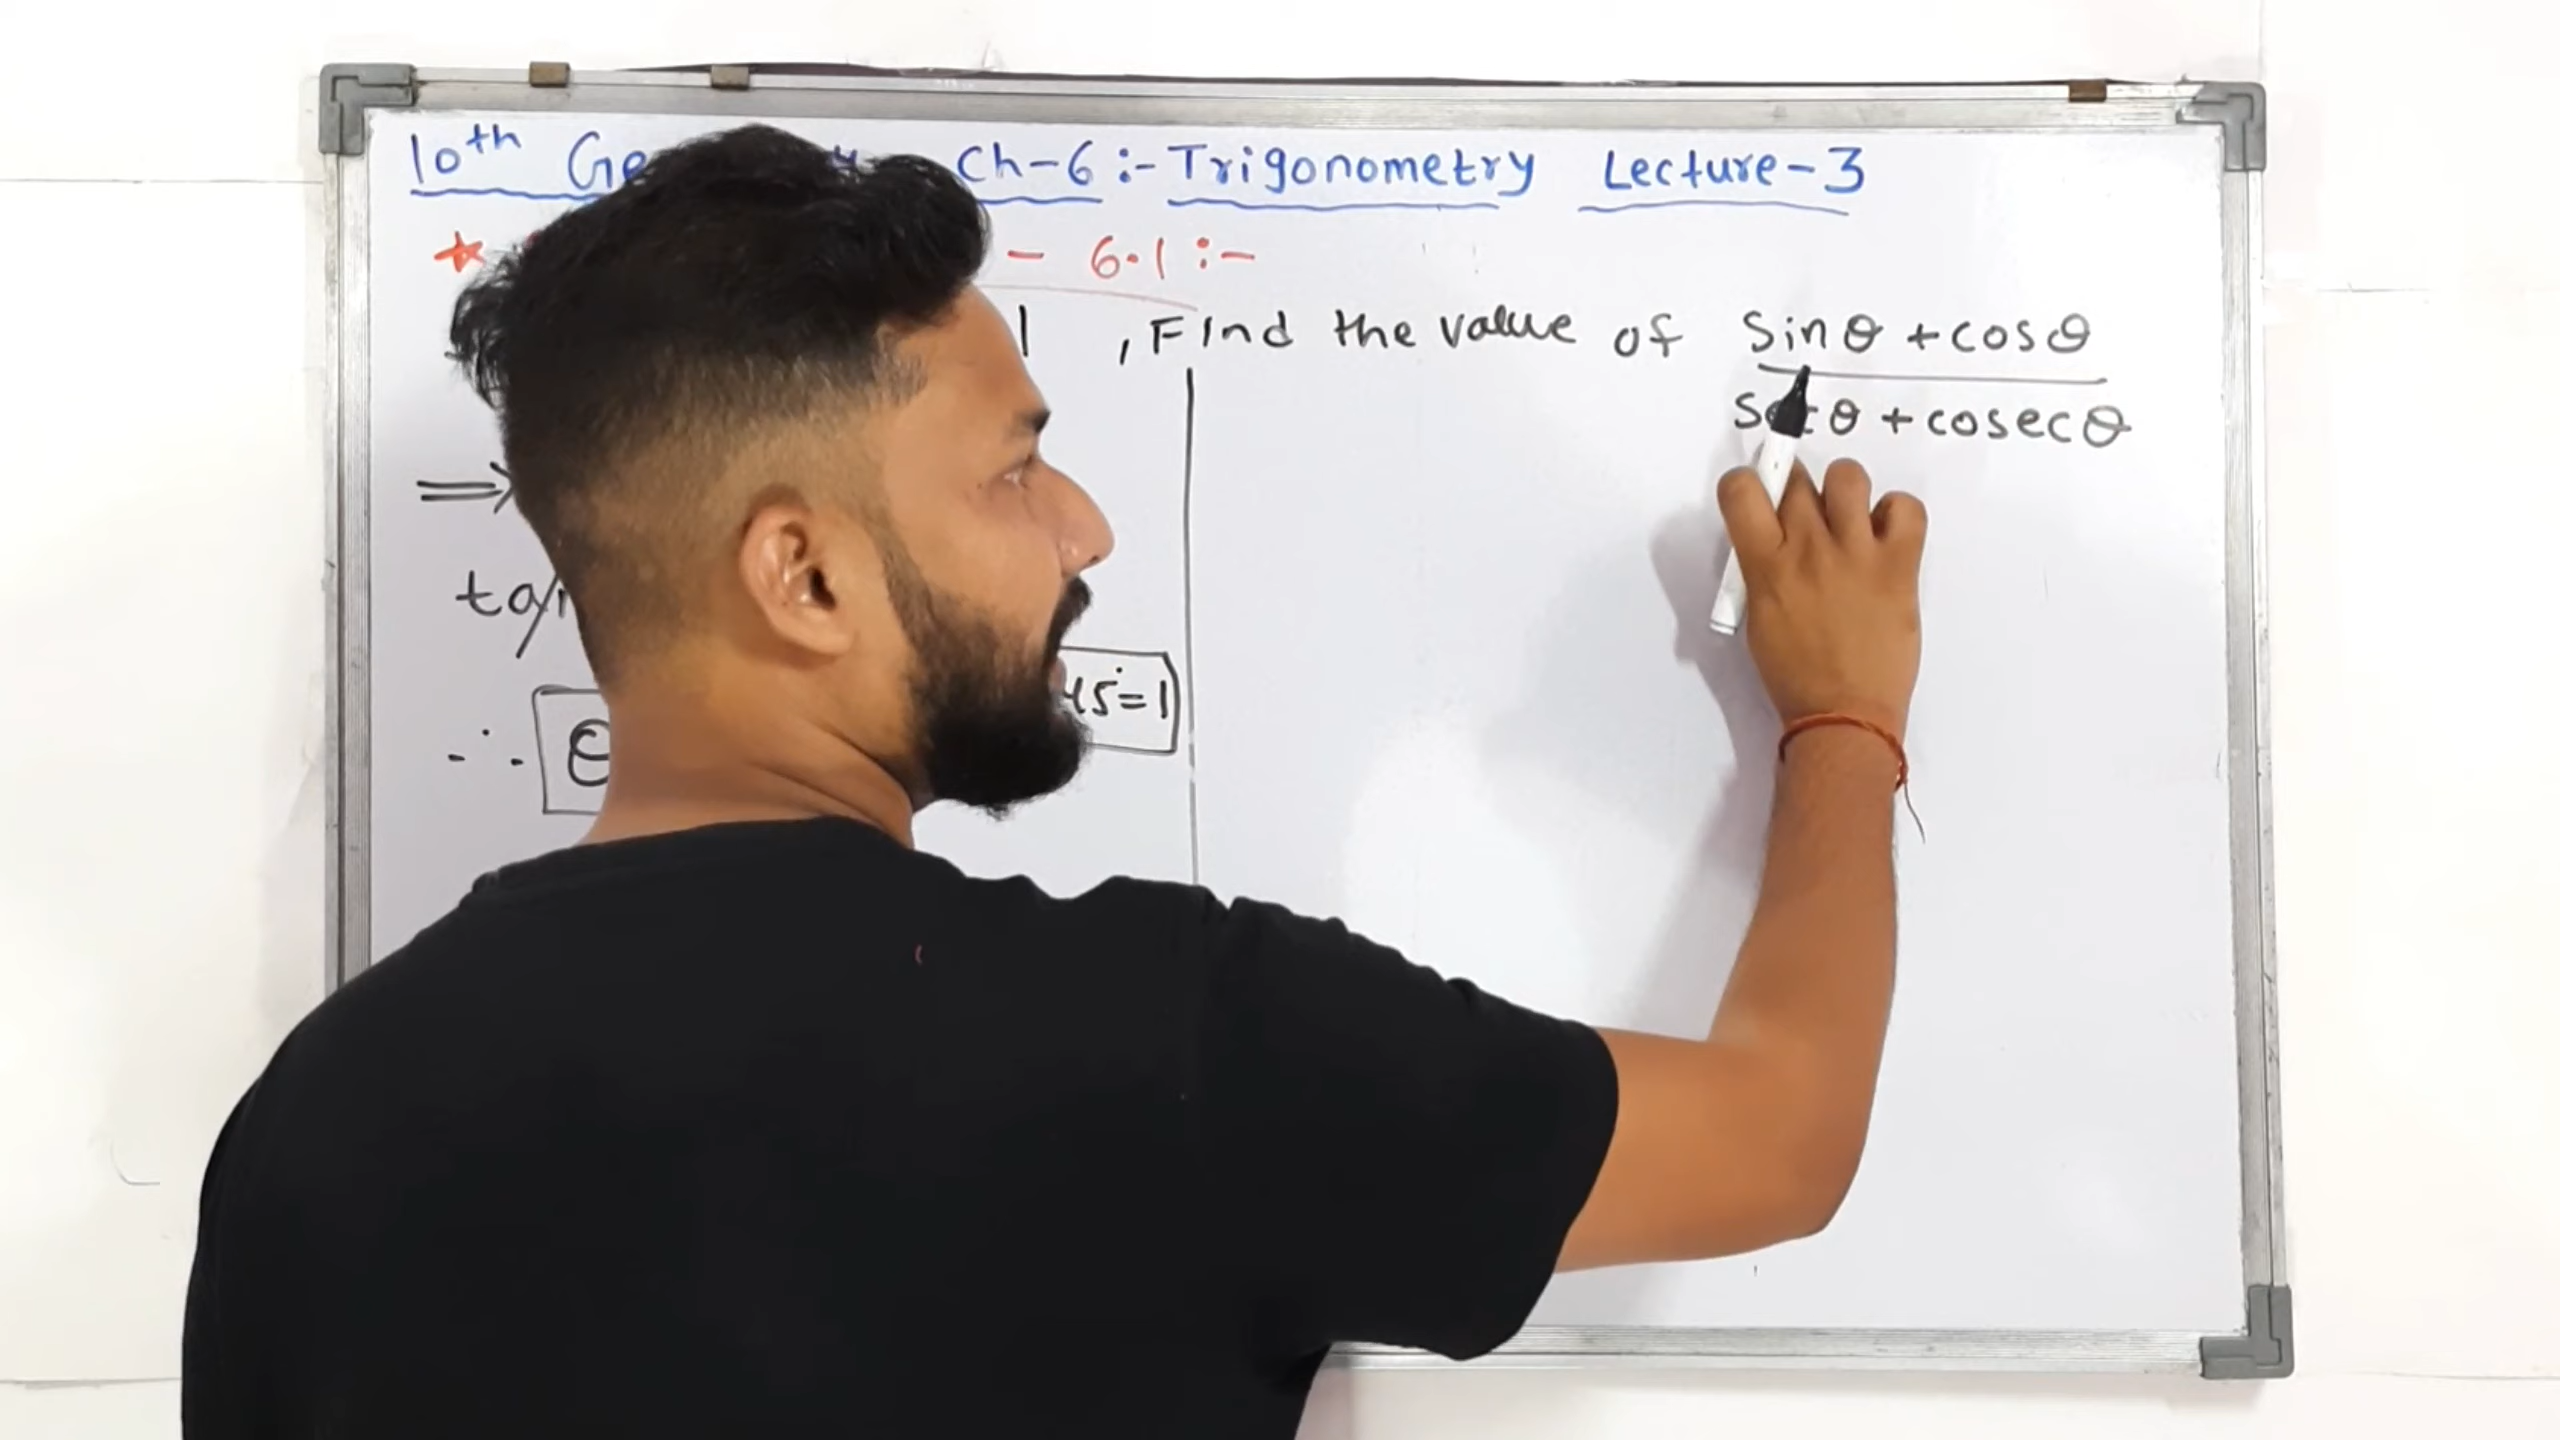 10th Ge Ch-6:- Trigonometry Lecture-3
★ - 6.1 :-
1 , Find the value of sinθ + cosθ
secθ + cosecθ
⇒
tan
45°=1
∴ θ